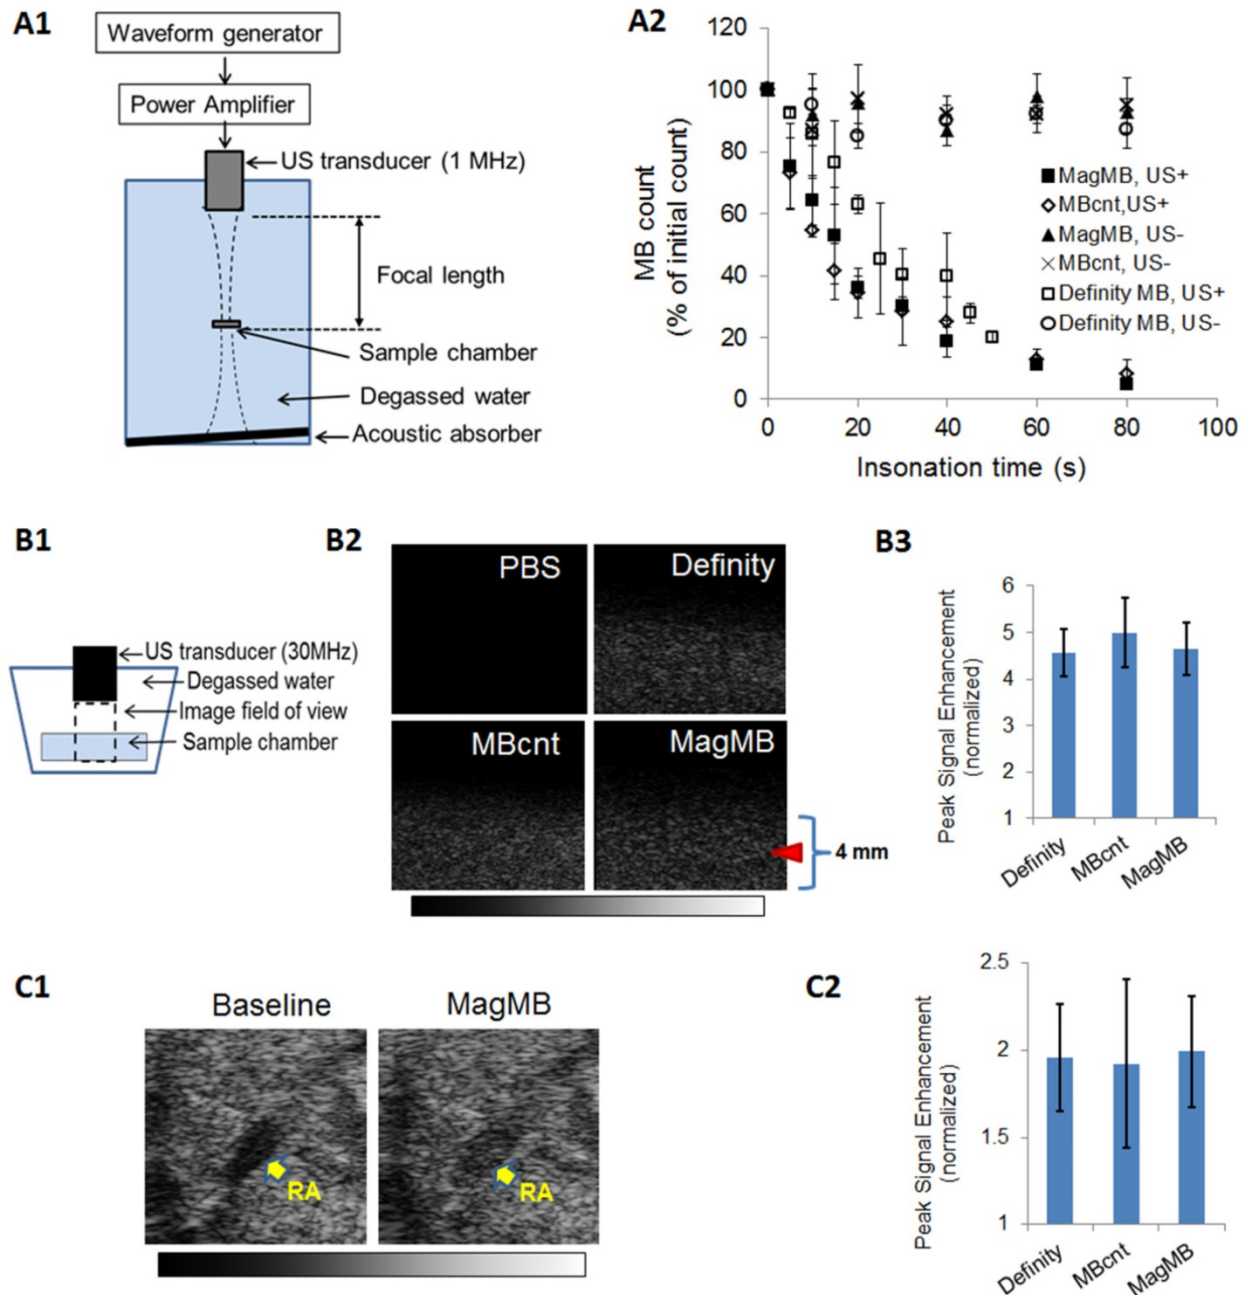 A1
Waveform generator
Power Amplifier
US transducer (1 MHz)
Focal length
Sample chamber
Degassed water
Acoustic absorber
A2
MB count
(% of initial count)
120
100
80
60
40
20
0
0 20 40 60 80 100
Insonation time (s)
MagMB, US+
MBcnt,US+
MagMB, US-
MBcnt, US-
Definity MB, US+
Definity MB, US-
B1
US transducer (30MHz)
Degassed water
Image field of view
Sample chamber
B2
PBS
Definity
MBcnt
MagMB
4 mm
B3
Peak Signal Enhancement
(normalized)
6
5
4
3
2
1
Definity
MBcnt
MagMB
C1
Baseline
MagMB
RA
RA
C2
Peak Signal Enhancement
(normalized)
2.5
2
1.5
1
Definity
MBcnt
MagMB